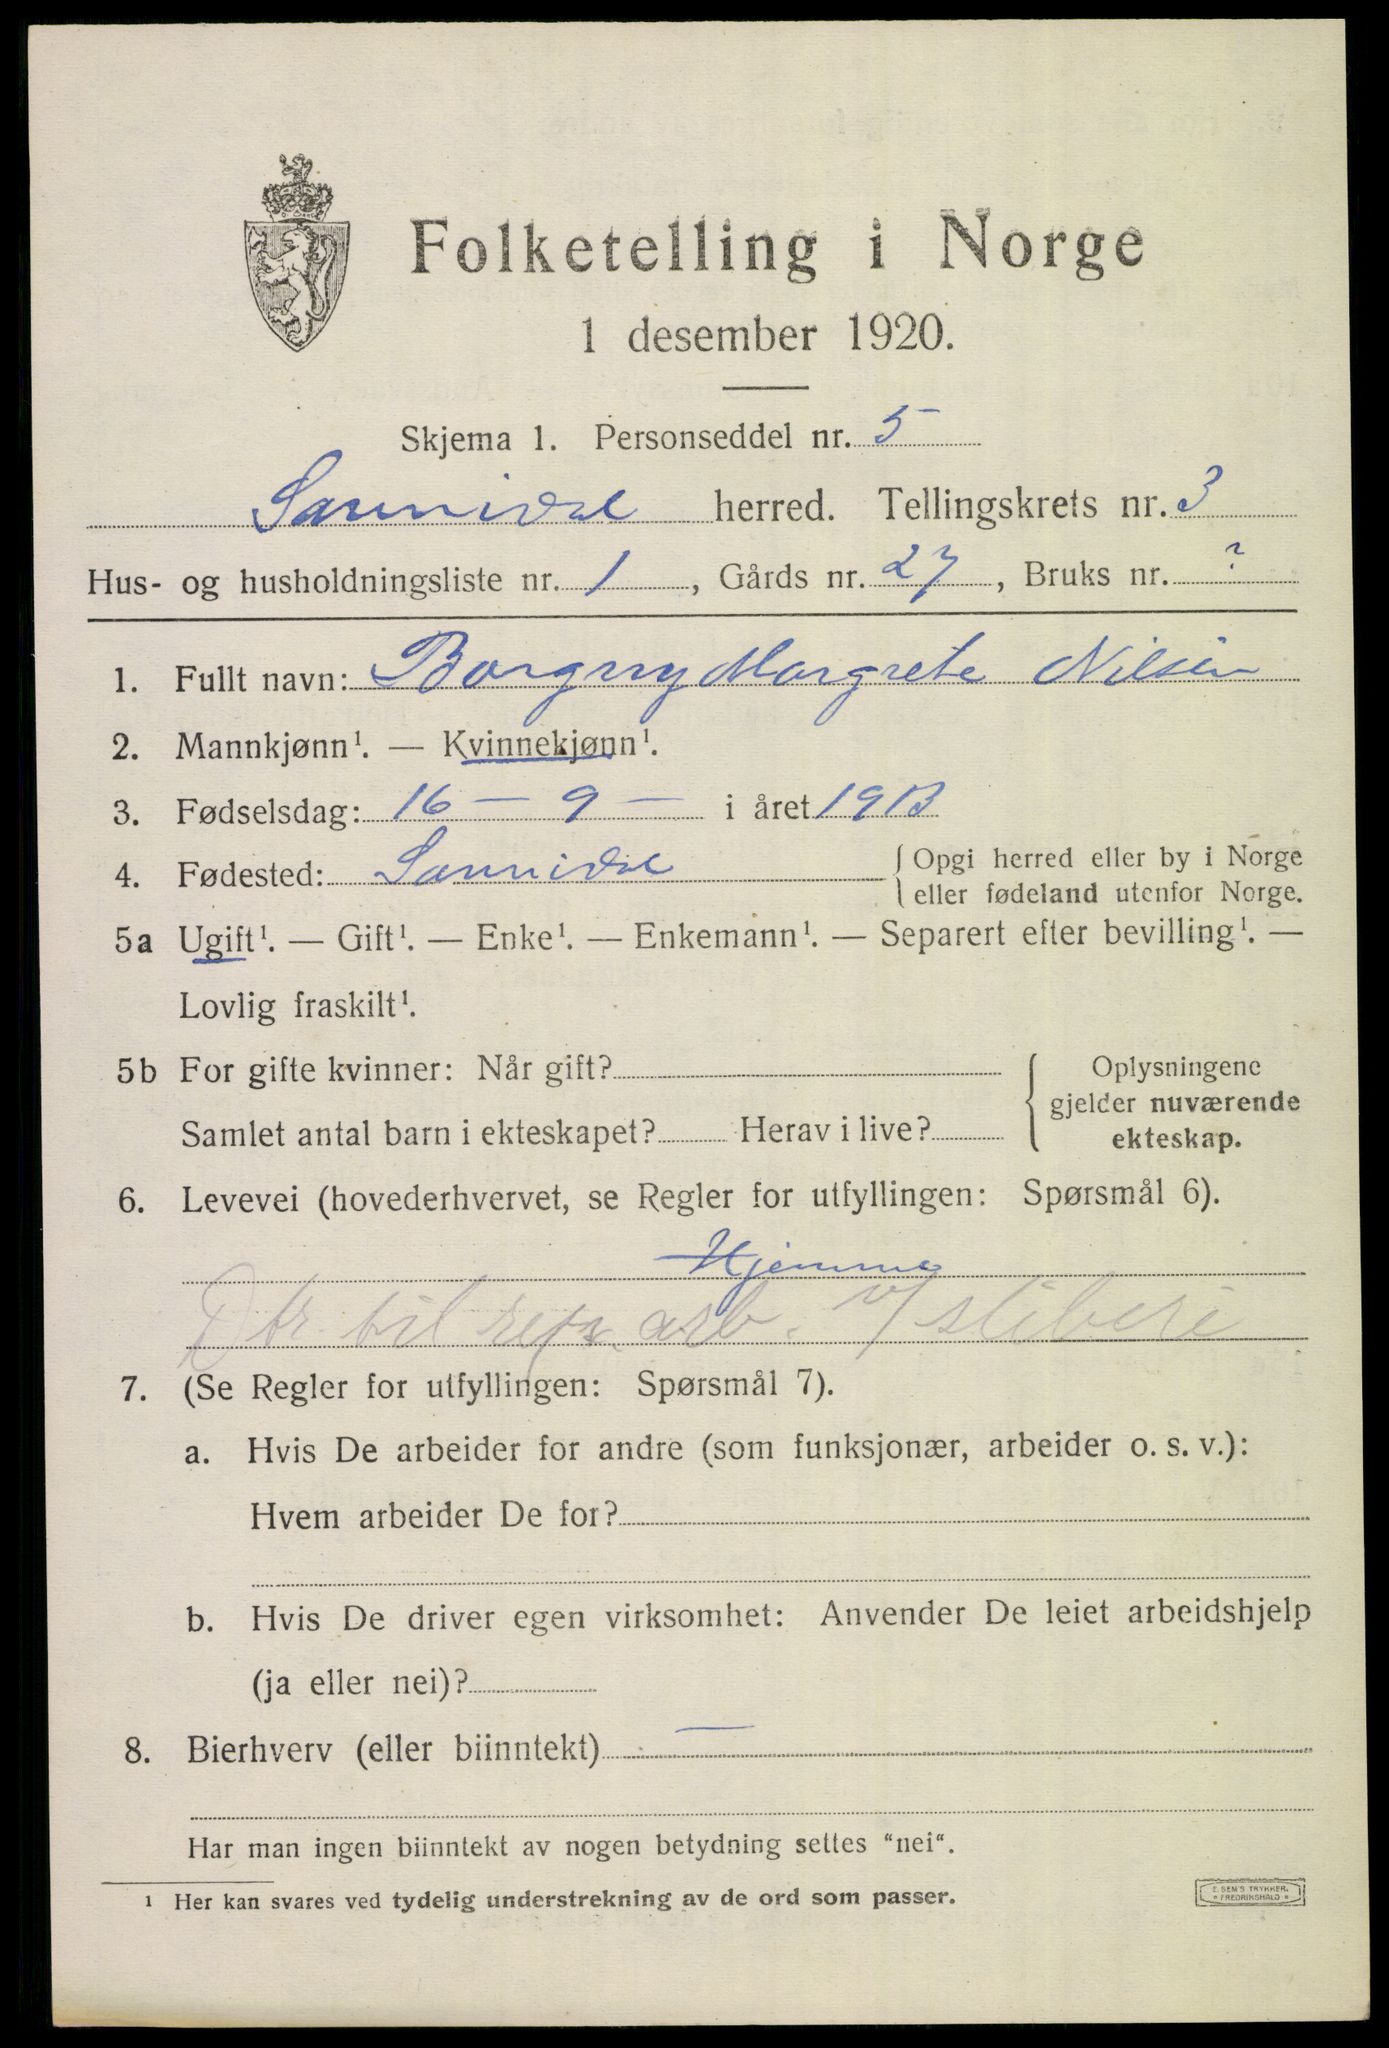 Folketelling i Norge
1 desember 1920.
Skjema 1. Personseddel nr. 5
Sannidal herred. Tellingskrets nr. 3
Hus- og husholdningsliste nr. 1, Gårds nr. 27, Bruks nr. ?
1. Fullt navn: Borgny Margrete Nilsen
2. Mannkjønn¹. — Kvinnekjønn¹.
3. Fødselsdag: 16 — 9 — i året 1913
4. Fødested: Sannidal { Opgi herred eller by i Norge
eller fødeland utenfor Norge.
5a Ugift¹. — Gift¹. — Enke¹. — Enkemann¹. — Separert efter bevilling¹. —
Lovlig fraskilt¹.
5b For gifte kvinner: Når gift?
Samlet antal barn i ekteskapet? Herav i live?
Oplysningene
gjelder nuværende
ekteskap.
6. Levevei (hovederhvervet, se Regler for utfyllingen: Spørsmål 6).
Hjemme
Dtr. til arb. v/ sliberi
7. (Se Regler for utfyllingen: Spørsmål 7).
a. Hvis De arbeider for andre (som funksjonær, arbeider o. s. v.):
Hvem arbeider De for?
b. Hvis De driver egen virksomhet: Anvender De leiet arbeidshjelp
(ja eller nei)?
8. Bierhverv (eller biinntekt) —
Har man ingen biinntekt av nogen betydning settes "nei".
¹ Her kan svares ved tydelig understrekning av de ord som passer.
E. SEM'S TRYKKER.
FREDRIKSHALD